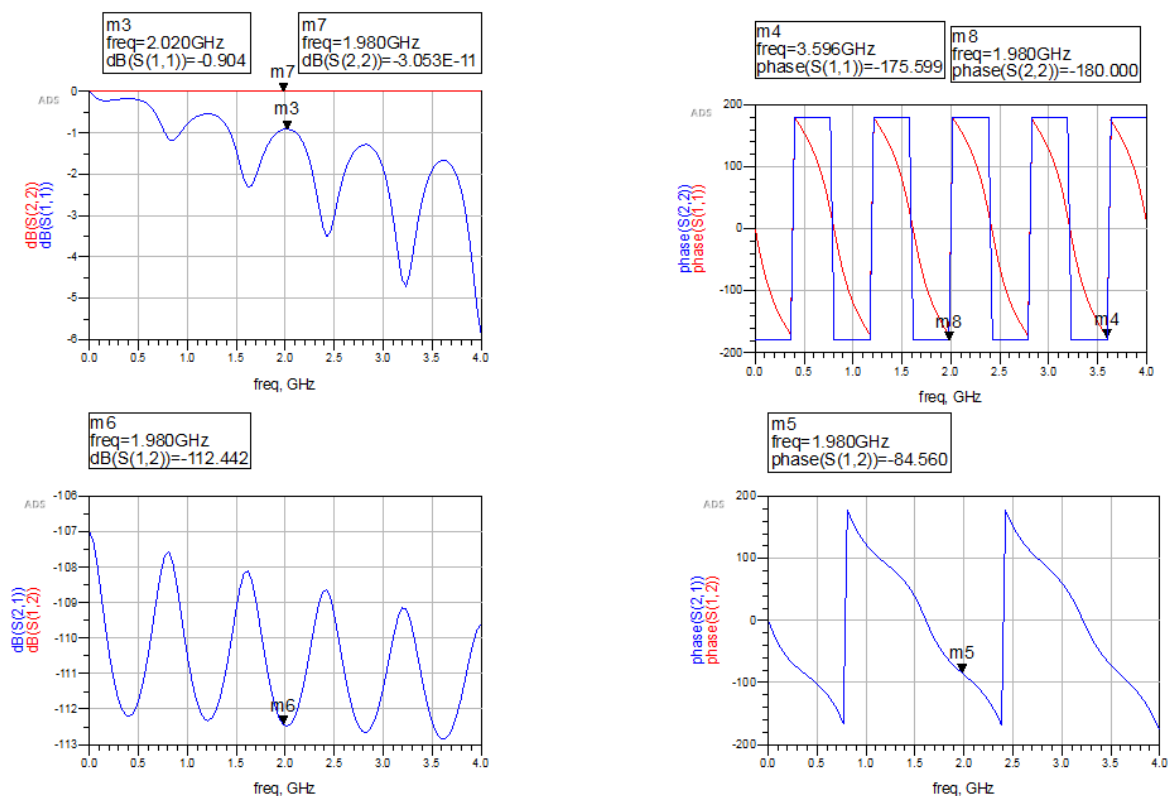 m3
freq=2.020GHz
dB(S(1,1))=-0.904
m7
freq=1.980GHz
dB(S(2,2))=-3.053E-11
m7
m3
ADS
0
-1
-2
-3
-4
-5
-6
dB(S(2,2))
dB(S(1,1))
0.0 0.5 1.0 1.5 2.0 2.5 3.0 3.5 4.0
freq, GHz
m4
freq=3.596GHz
phase(S(1,1))=-175.599
m8
freq=1.980GHz
phase(S(2,2))=-180.000
ADS
200
100
0
-100
-200
phase(S(2,2))
phase(S(1,1))
m8
m4
0.0 0.5 1.0 1.5 2.0 2.5 3.0 3.5 4.0
freq, GHz
m6
freq=1.980GHz
dB(S(1,2))=-112.442
ADS
-106
-107
-108
-109
-110
-111
-112
-113
dB(S(2,1))
dB(S(1,2))
m6
0.0 0.5 1.0 1.5 2.0 2.5 3.0 3.5 4.0
freq, GHz
m5
freq=1.980GHz
phase(S(1,2))=-84.560
ADS
200
100
0
-100
-200
phase(S(2,1))
phase(S(1,2))
m5
0.0 0.5 1.0 1.5 2.0 2.5 3.0 3.5 4.0
freq, GHz